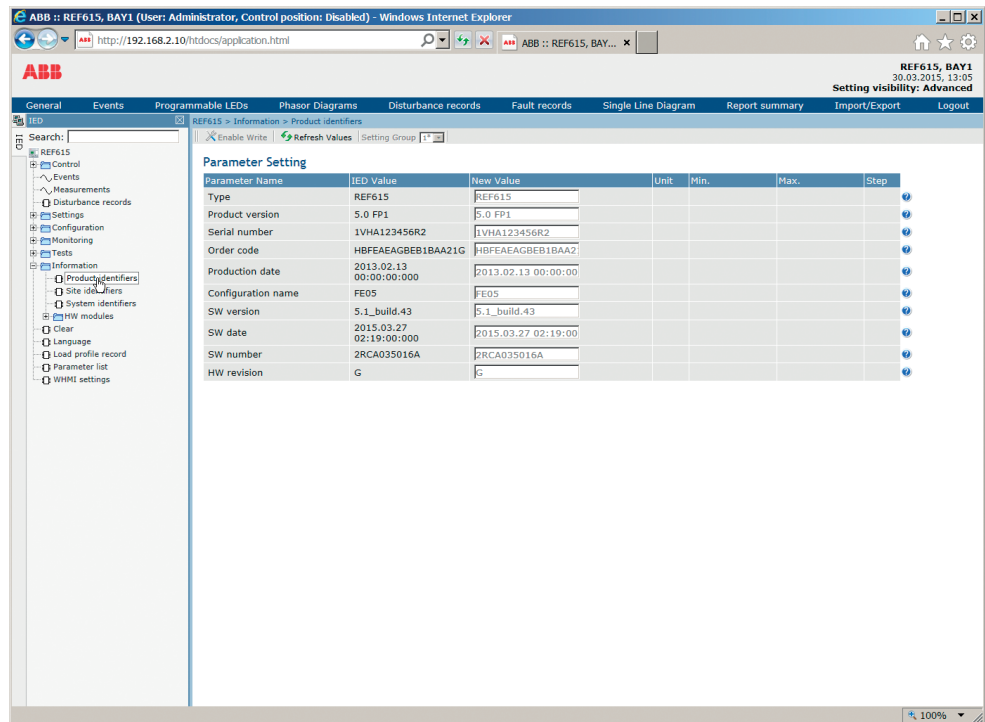 ABB :: REF615, BAY1 (User: Administrator, Control position: Disabled) - Windows Internet Explorer
http://192.168.2.10/htdocs/application.html
ABB
ABB :: REF615, BAY...
ABB
REF615, BAY1
30.03.2015, 13:05
Setting visibility: Advanced
General Events Programmable LEDs Phasor Diagrams Disturbance records Fault records Single Line Diagram Report summary Import/Export Logout
IED
IED
REF615 > Information > Product identifiers
Search:
Enable Write Refresh Values Setting Group 1*
REF615
Control
Events
Measurements
Disturbance records
Settings
Configuration
Monitoring
Tests
Information
Product identifiers
Site identifiers
System identifiers
HW modules
Clear
Language
Load profile record
Parameter list
WHMI settings
Parameter Setting
Parameter Name IED Value New Value Unit Min. Max. Step
Type REF615 REF615
Product version 5.0 FP1 5.0 FP1
Serial number 1VHA123456R2 1VHA123456R2
Order code HBFEAEAGBEB1BAA21G HBFEAEAGBEB1BAA2
Production date 2013.02.13 00:00:00:000 2013.02.13 00:00:00
Configuration name FE05 FE05
SW version 5.1_build.43 5.1_build.43
SW date 2015.03.27 02:19:00:000 2015.03.27 02:19:00
SW number 2RCA035016A 2RCA035016A
HW revision G G
100%